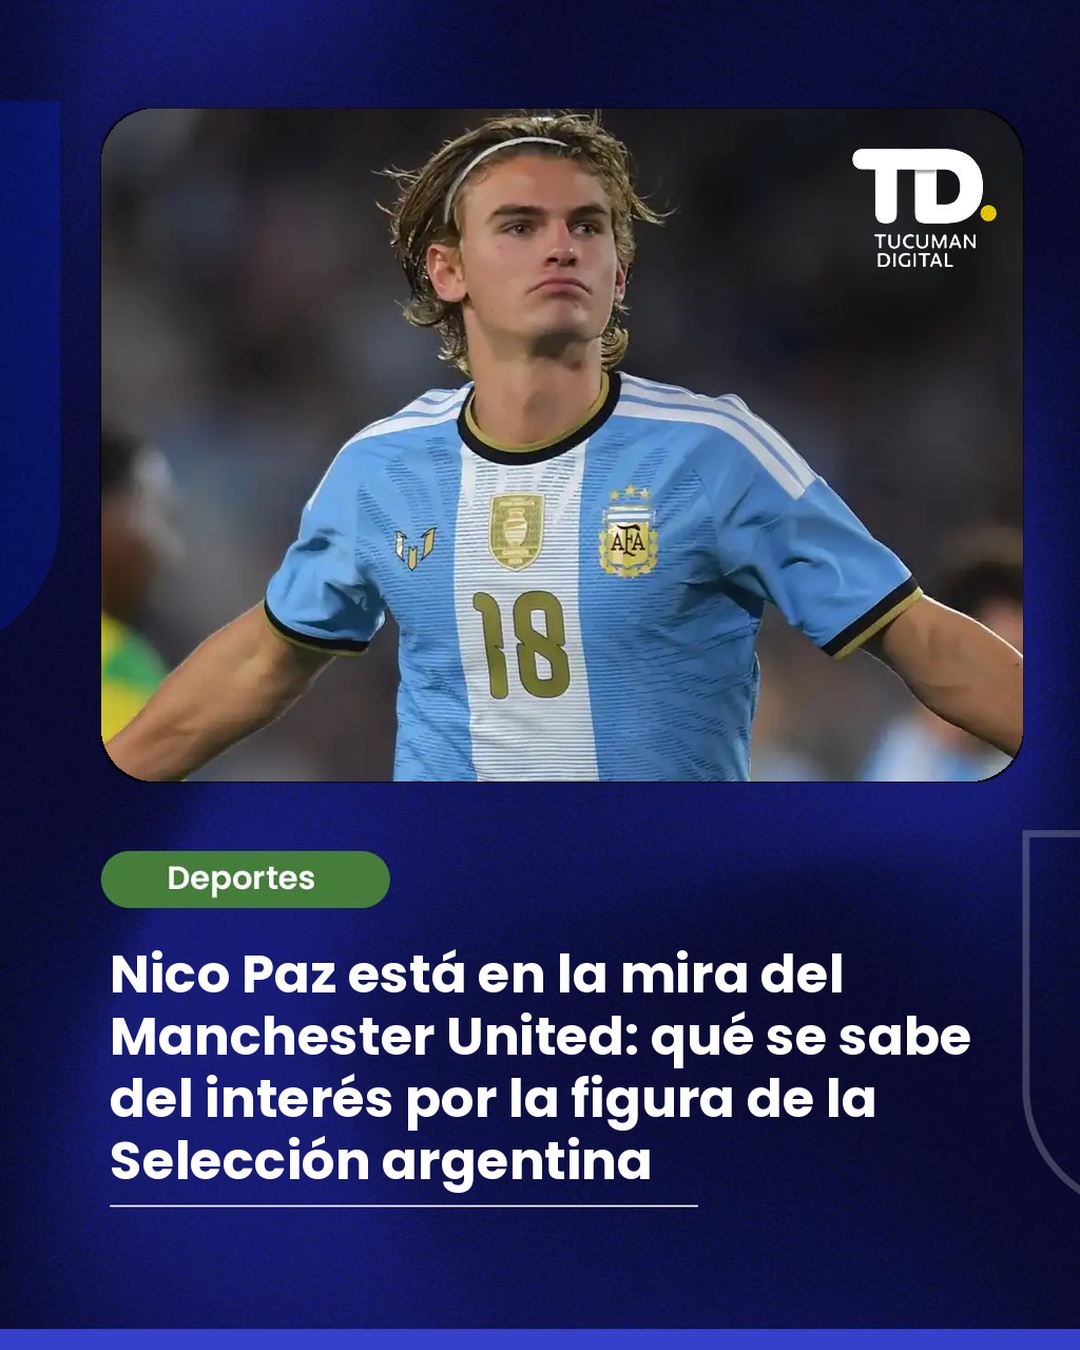 TD.
TUCUMAN
DIGITAL
AFA
18
Deportes
Nico Paz está en la mira del
Manchester United: qué se sabe
del interés por la figura de la
Selección argentina